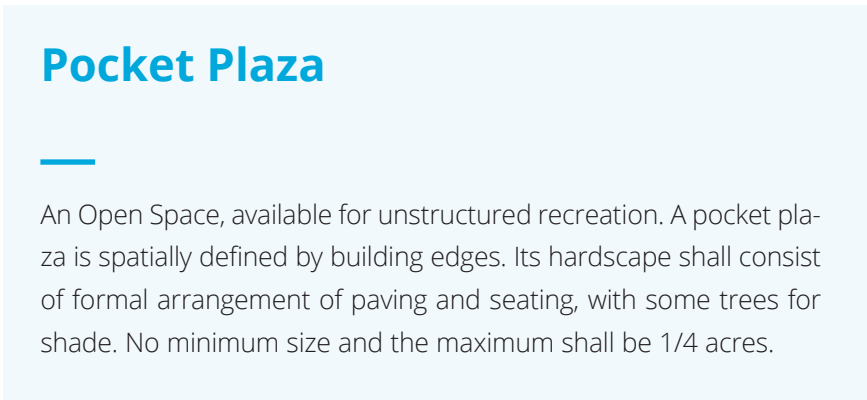 Pocket Plaza
An Open Space, available for unstructured recreation. A pocket pla-
za is spatially defined by building edges. Its hardscape shall consist
of formal arrangement of paving and seating, with some trees for
shade. No minimum size and the maximum shall be 1/4 acres.